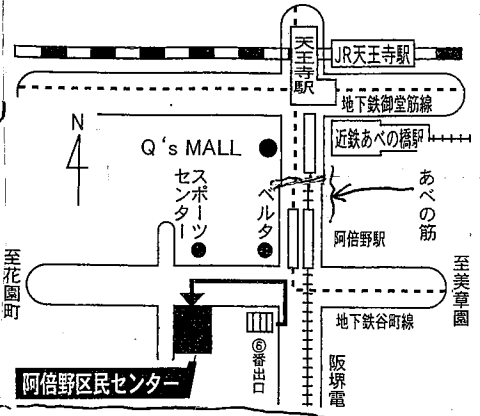 天王寺駅
JR天王寺駅
地下鉄御堂筋線
近鉄あべの橋駅
N
Q's MALL
スポーツ
センター
ベルタ
あべの筋
阿倍野駅
至花園町
至美章園
地下鉄谷町線
⑥番出口
阪堺電
阿倍野区民センター